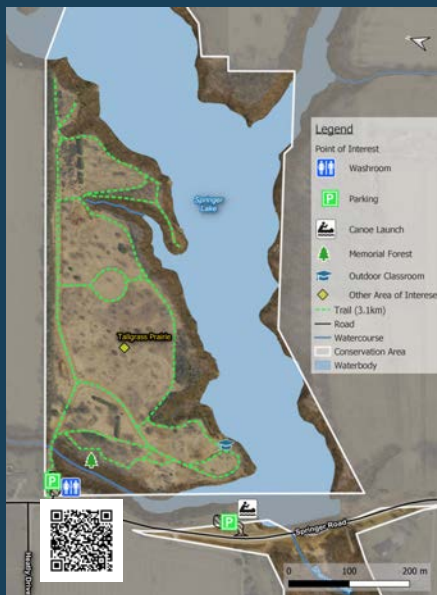 Springer
Lake
Tallgrass Prairie
Legend
Point of Interest
Washroom
P
Parking
Canoe Launch
Memorial Forest
Outdoor Classroom
Other Area of Interest
Trail (3.1km)
Road
Watercourse
Conservation Area
Waterbody
P
P
Springer Road
0 100 200 m